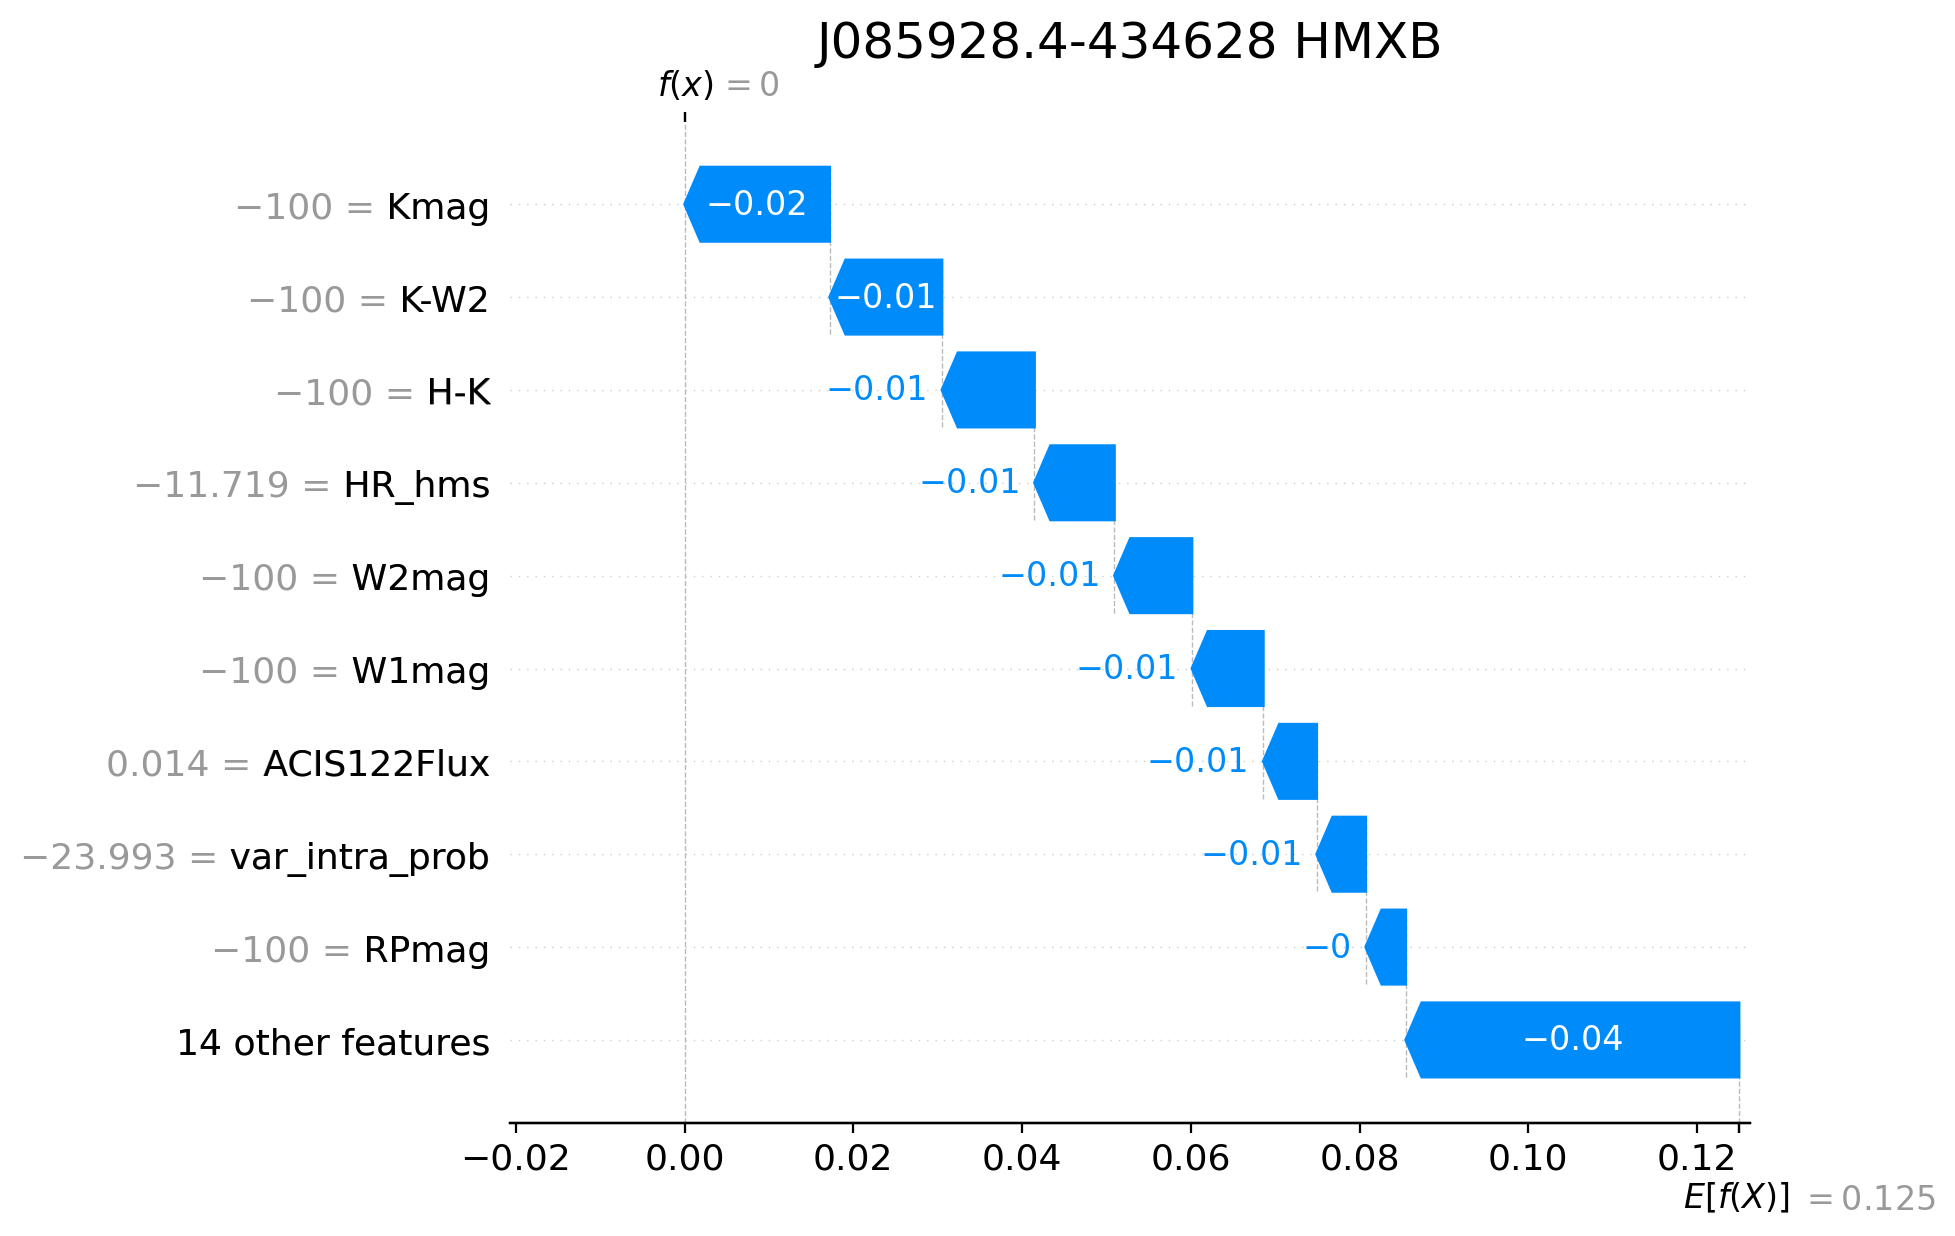 J085928.4-434628 HMXB
f(x) = 0
−100 = Kmag
−0.02
−100 = K-W2
−0.01
−100 = H-K
−0.01
−11.719 = HR_hms
−0.01
−100 = W2mag
−0.01
−100 = W1mag
−0.01
0.014 = ACIS122Flux
−0.01
−23.993 = var_intra_prob
−0.01
−100 = RPmag
−0
14 other features
−0.04
−0.02 0.00 0.02 0.04 0.06 0.08 0.10 0.12
E[f(X)] = 0.125